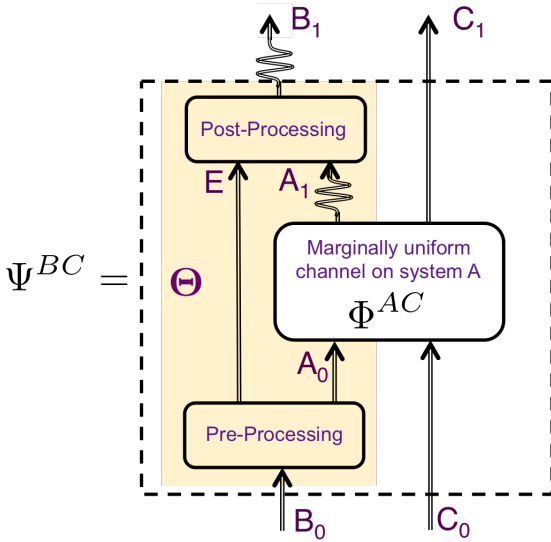 B₁
C₁
Post-Processing
E
A₁
Marginally uniform
channel on system A
Ψ^{BC} =
Θ
Φ^{AC}
A₀
Pre-Processing
B₀
C₀